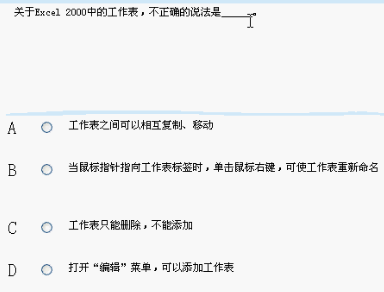 关于Excel 2000中的工作表，不正确的说法是_____。
A 工作表之间可以相互复制、移动
B 当鼠标指针指向工作表标签时，单击鼠标右键，可使工作表重新命名
C 工作表只能删除，不能添加
D 打开“编辑”菜单，可以添加工作表